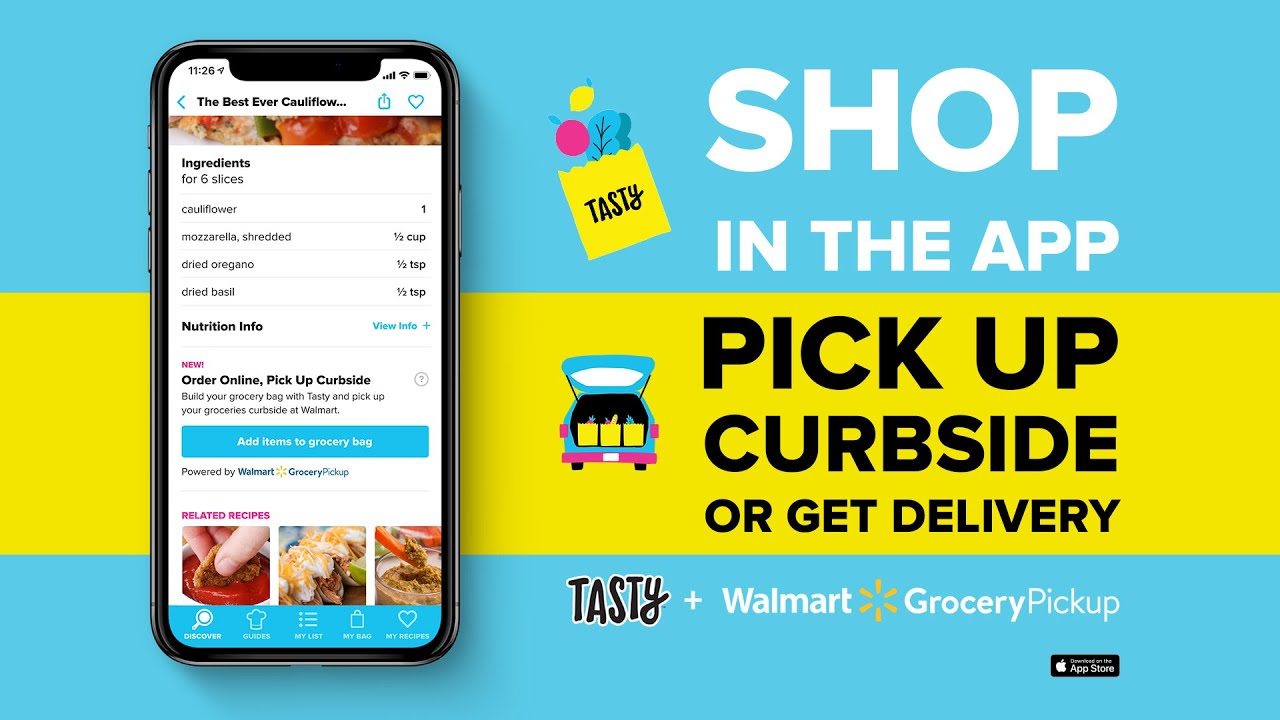 11:26
The Best Ever Cauliflow...
Ingredients
for 6 slices
cauliflower 1
mozzarella, shredded ½ cup
dried oregano ½ tsp
dried basil ½ tsp
Nutrition Info View Info +
NEW!
Order Online, Pick Up Curbside ?
Build your grocery bag with Tasty and pick up
your groceries curbside at Walmart.
Add items to grocery bag
Powered by Walmart GroceryPickup
RELATED RECIPES
DISCOVER GUIDES MY LIST MY BAG MY RECIPES
TASTY
SHOP
IN THE APP
PICK UP
CURBSIDE
OR GET DELIVERY
TASTY + Walmart GroceryPickup
Download on the
App Store